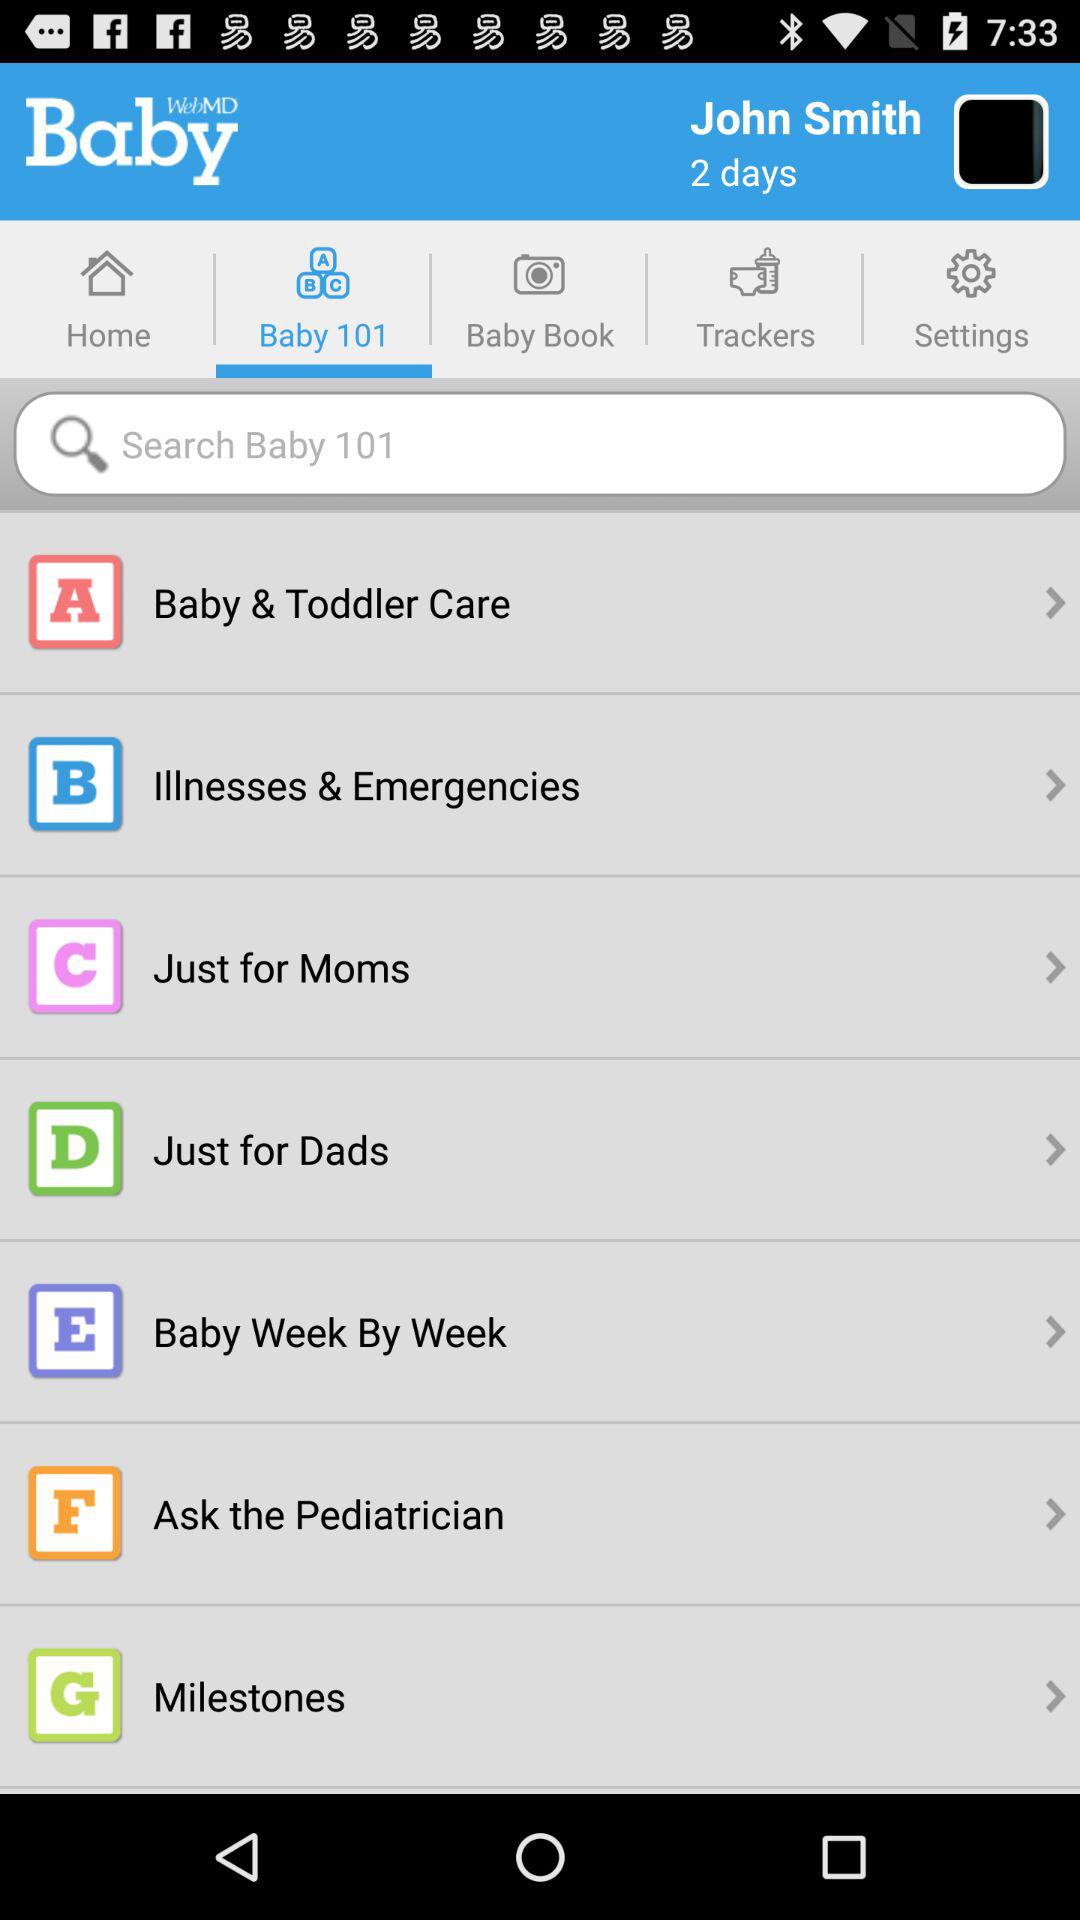 7:33
WebMD
Baby
John Smith
2 days
A
B C
Home
Baby 101
Baby Book
Trackers
Settings
Search Baby 101
A Baby & Toddler Care
B Illnesses & Emergencies
C Just for Moms
D Just for Dads
E Baby Week By Week
F Ask the Pediatrician
G Milestones